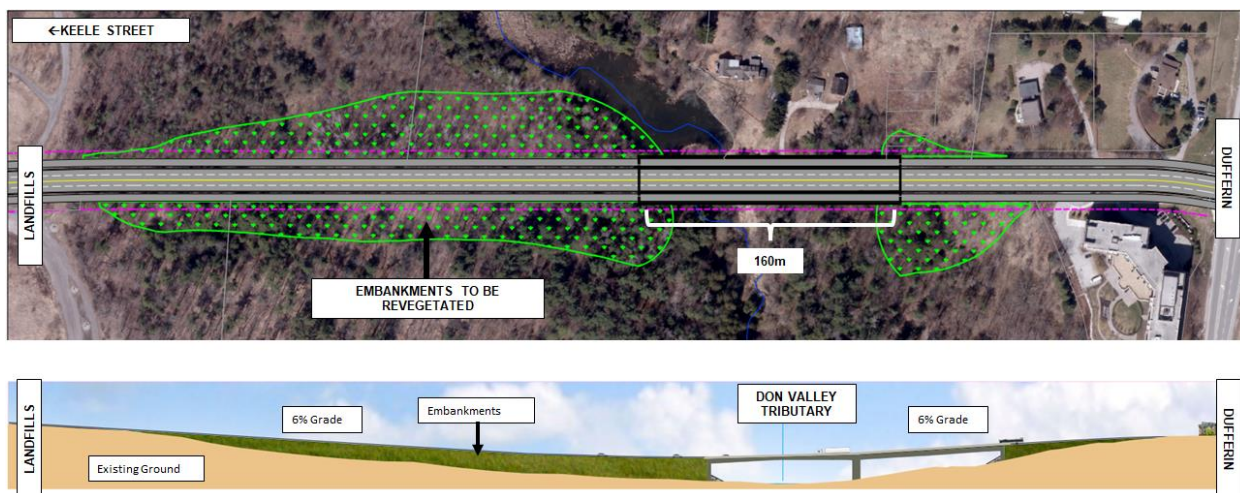 ←KEELE STREET
LANDFILLS
DUFFERIN
160m
EMBANKMENTS TO BE
REVEGETATED
LANDFILLS
6% Grade
Embankments
DON VALLEY
TRIBUTARY
6% Grade
DUFFERIN
Existing Ground